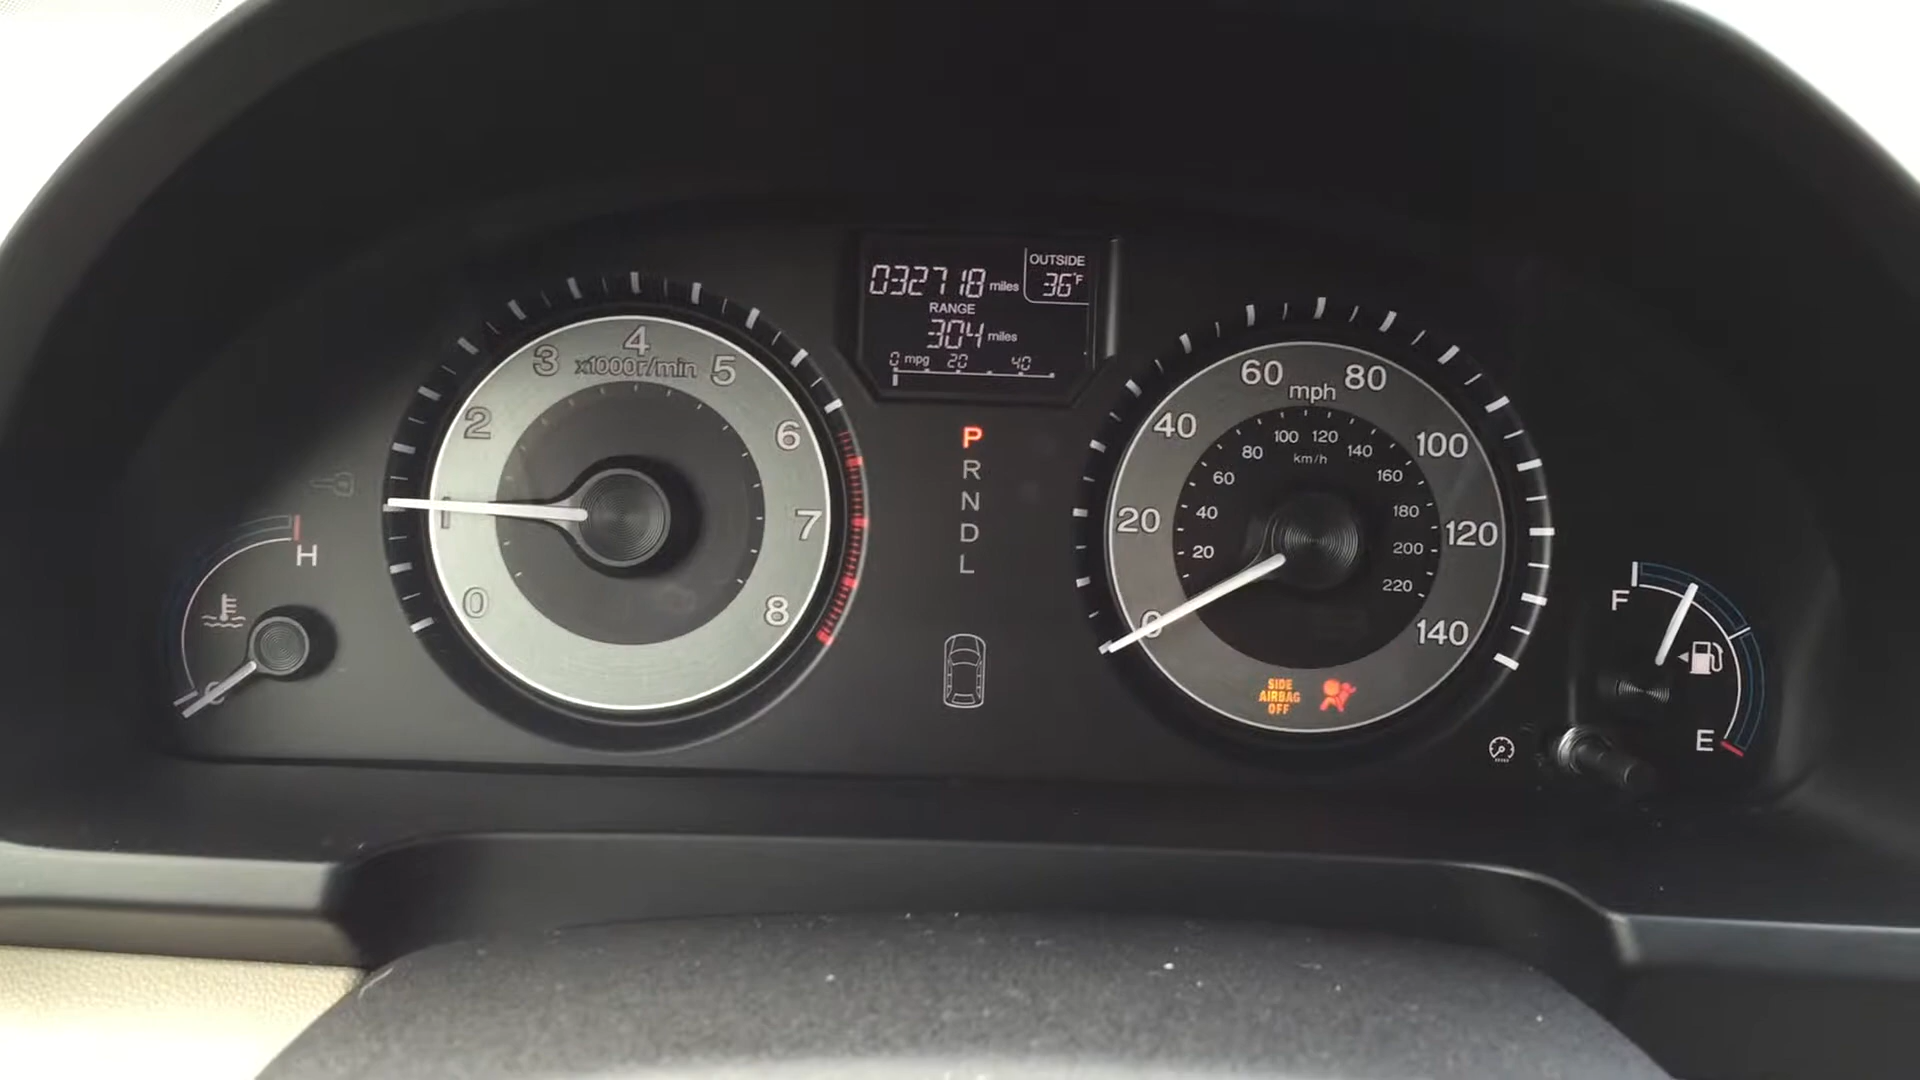 032718 miles
OUTSIDE
36°F
RANGE
304 miles
0 mpg 20 40
0 1 2 3 4 5 6 7 8
x1000r/min
P
R
N
D
L
0 20 40 60 80 100 120 140
mph
20 40 60 80 100 120 140 160 180 200 220
km/h
SIDE
AIRBAG
OFF
H
C
F
E